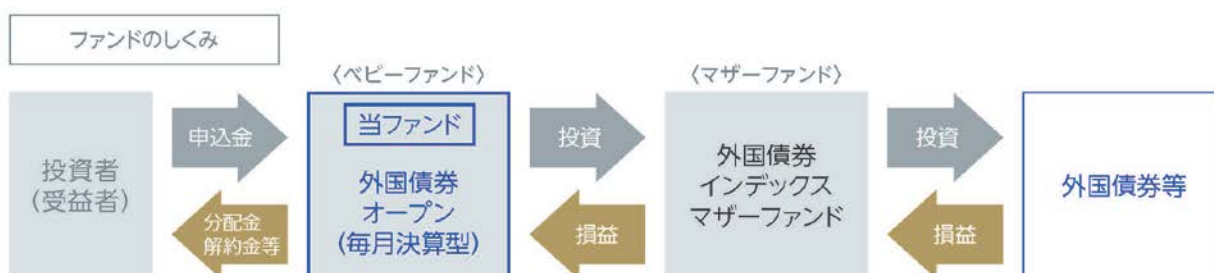 ファンドのしくみ
〈ベビーファンド〉
〈マザーファンド〉
投資者
(受益者)
申込金
分配金
解約金等
当ファンド
外国債券
オープン
(毎月決算型)
投資
損益
外国債券
インデックス
マザーファンド
投資
損益
外国債券等